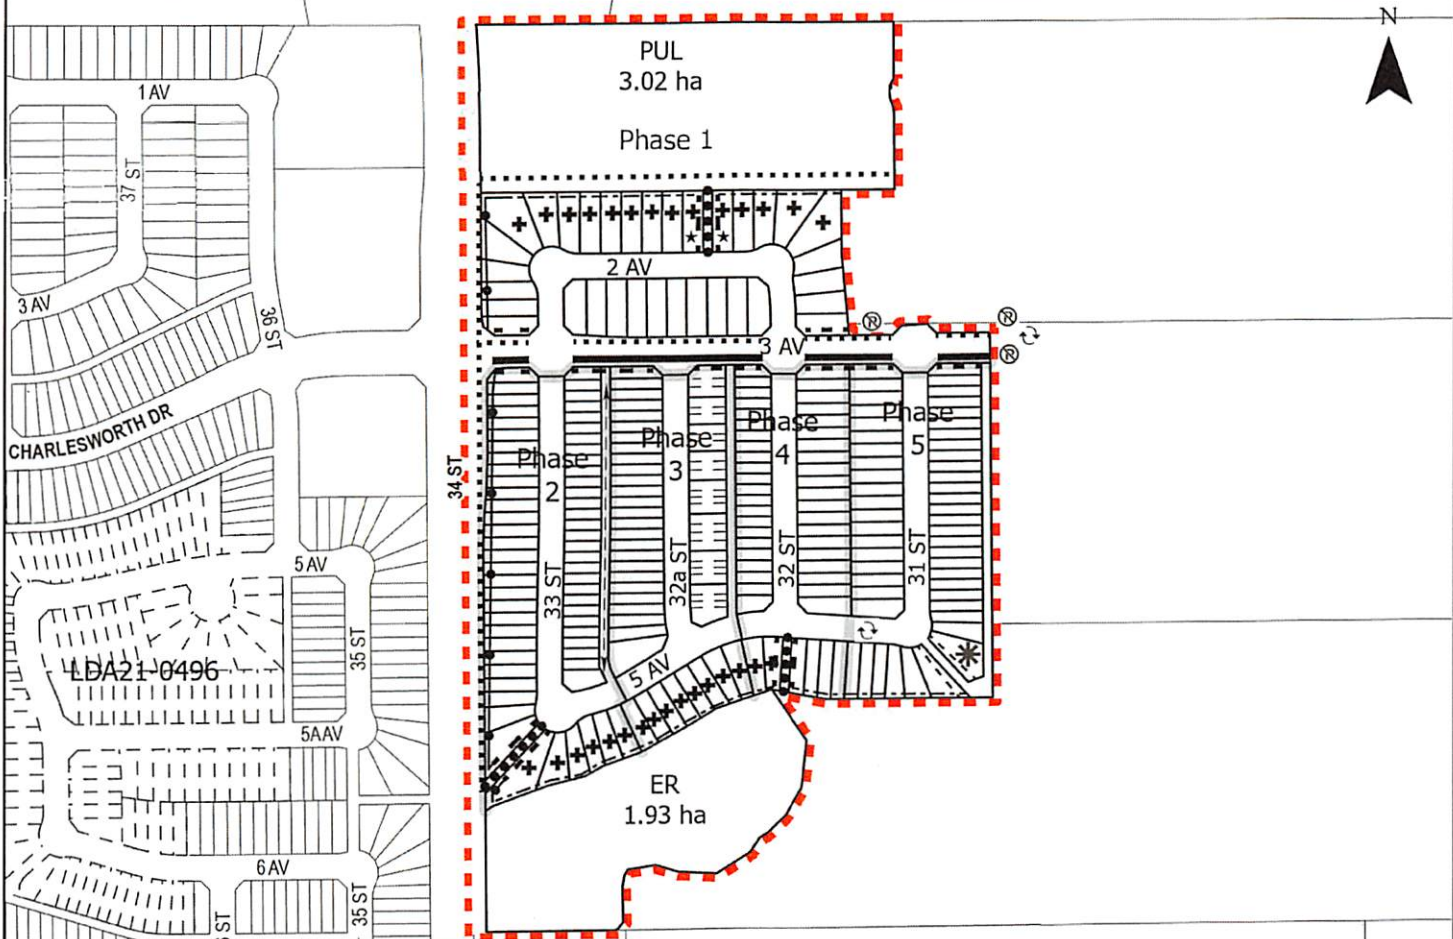 N
PUL
3.02 ha
Phase 1
1 AV
37 ST
2 AV
3 AV
36 ST
3 AV
R
R
R
CHARLESWORTH DR
Phase
2
Phase
3
Phase
4
Phase
5
34 ST
33 ST
32a ST
32 ST
31 ST
5 AV
35 ST
LDA21-0496
5 AV
5A AV
ER
1.93 ha
6 AV
35 ST
ST